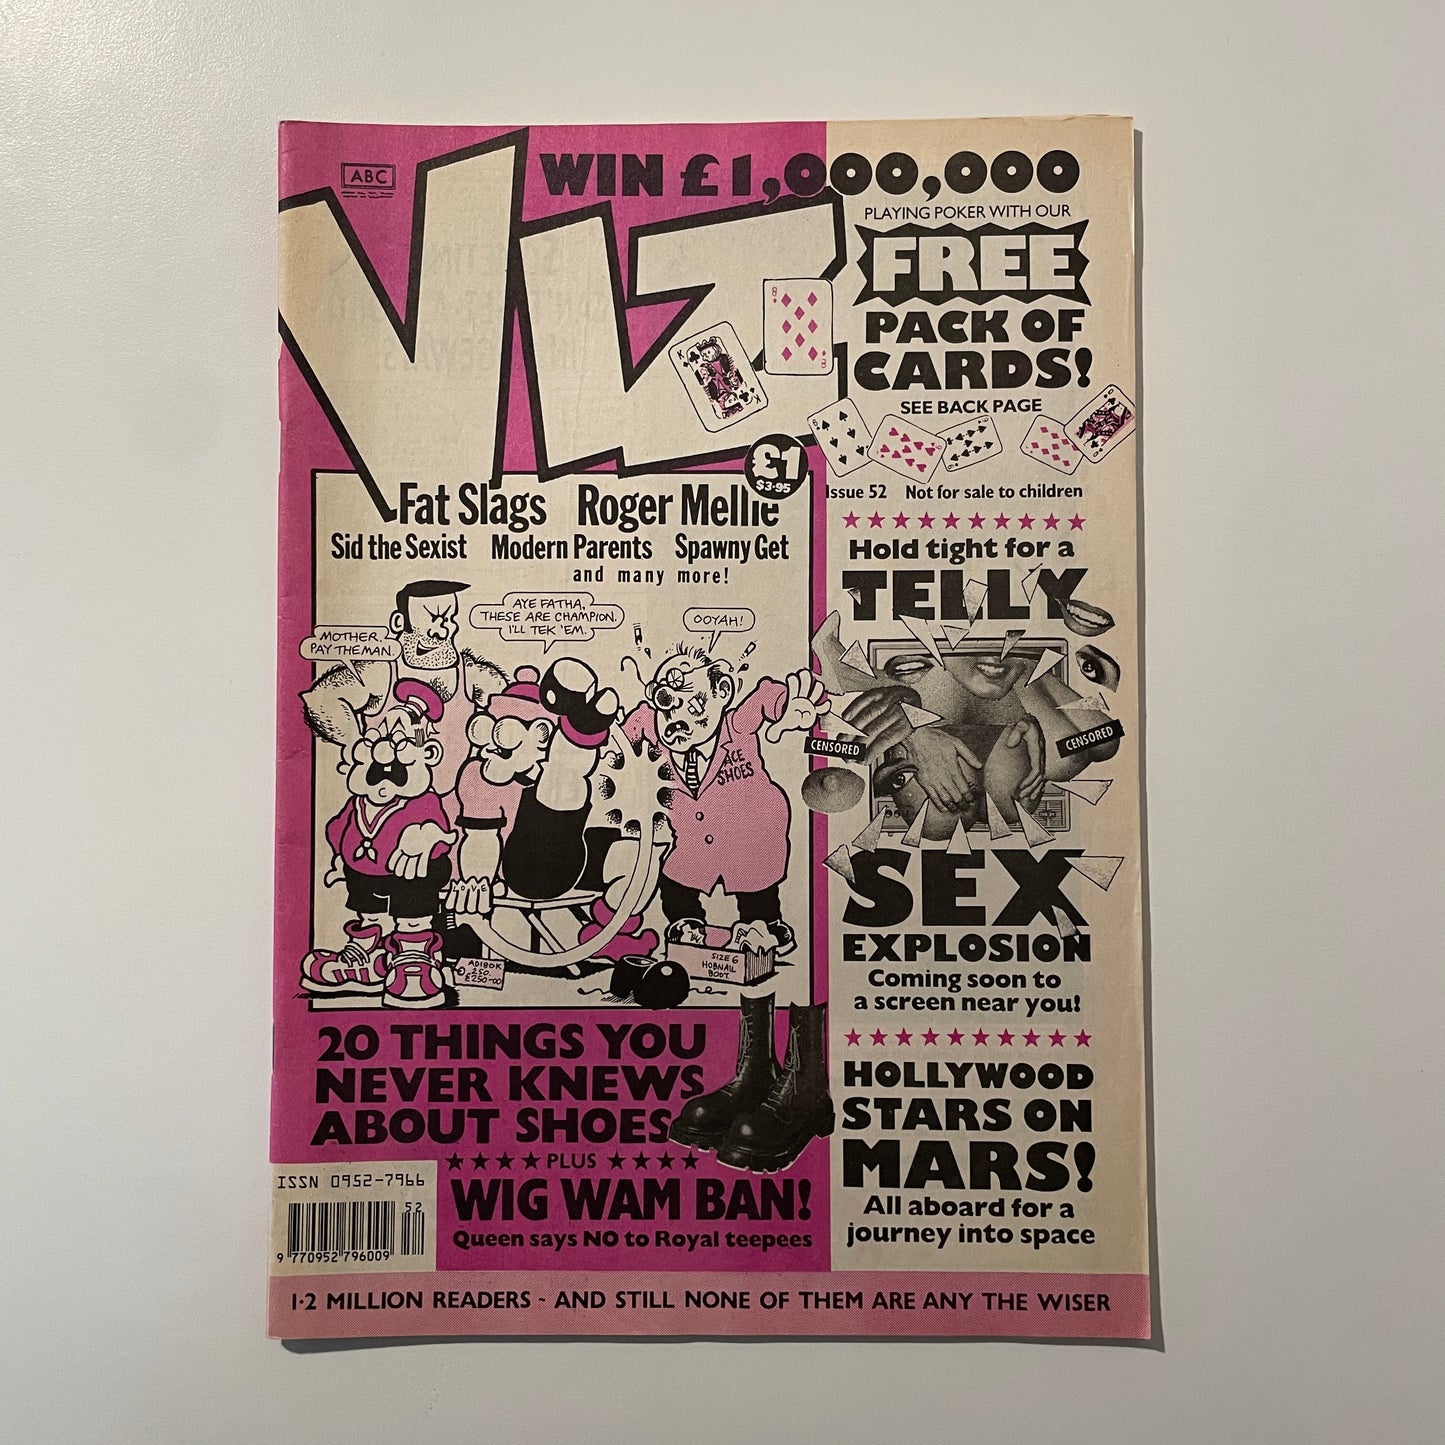 ABC
VIZ
WIN £1,000,000
PLAYING POKER WITH OUR
FREE
PACK OF
CARDS!
SEE BACK PAGE
£1
$3·95
Issue 52 Not for sale to children
Fat Slags Roger Mellie
Sid the Sexist Modern Parents Spawny Get
and many more!
MOTHER.
PAY THE MAN.
AYE FATHA,
THESE ARE CHAMPION.
I'LL TEK 'EM.
OOYAH!
ACE
SHOES
LOVE
ADIBOK
250.
£250-00
SIZE 6
HOBNAIL
BOOT.
Hold tight for a
TELLY
CENSORED
CENSORED
SEX
EXPLOSION
Coming soon to
a screen near you!
20 THINGS YOU
NEVER KNEWS
ABOUT SHOES
PLUS
WIG WAM BAN!
Queen says NO to Royal teepees
HOLLYWOOD
STARS ON
MARS!
All aboard for a
journey into space
ISSN 0952-7966
52
9 770952 796009
1·2 MILLION READERS - AND STILL NONE OF THEM ARE ANY THE WISER